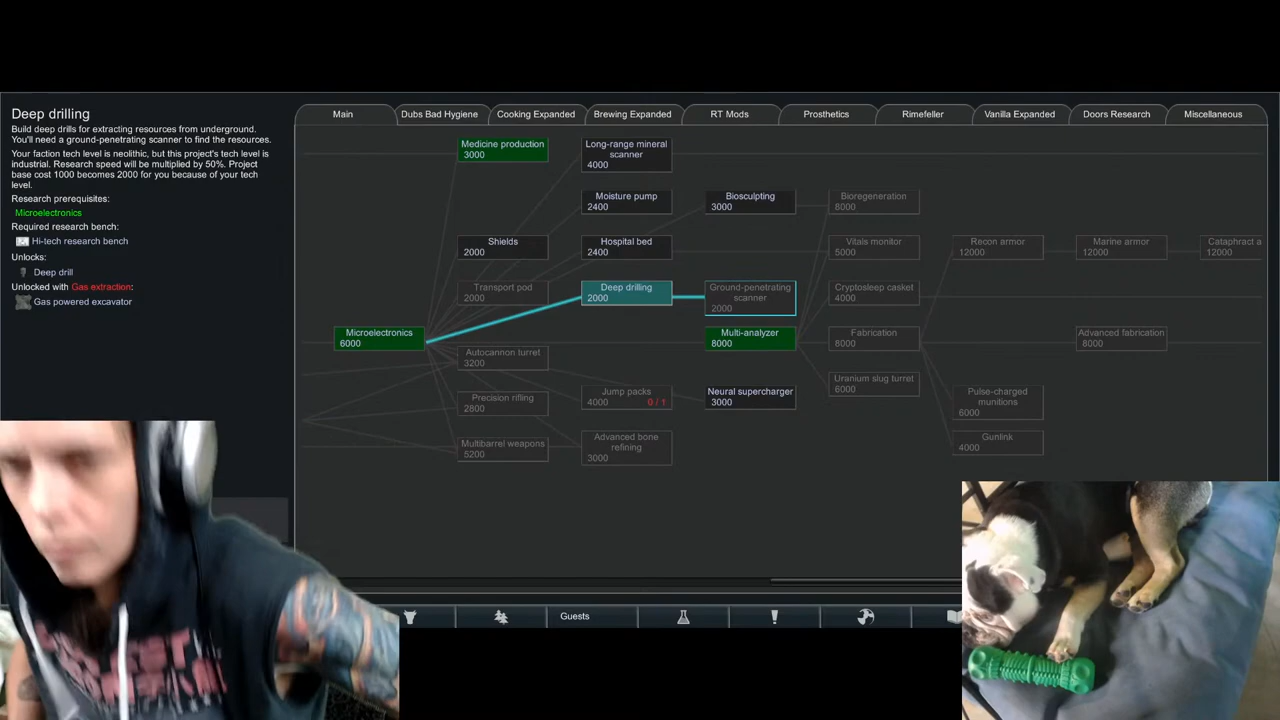 Deep drilling
Build deep drills for extracting resources from underground.
You'll need a ground-penetrating scanner to find the resources.
Your faction tech level is neolithic, but this project's tech level is
industrial. Research speed will be multiplied by 50%. Project
base cost 1000 becomes 2000 for you because of your tech
level.
Research prerequisites:
Microelectronics
Required research bench:
Hi-tech research bench
Unlocks:
Deep drill
Unlocked with Gas extraction:
Gas powered excavator
Main
Dubs Bad Hygiene
Cooking Expanded
Brewing Expanded
RT Mods
Prosthetics
Rimefeller
Vanilla Expanded
Doors Research
Miscellaneous
Medicine production
3000
Long-range mineral
scanner
4000
Moisture pump
2400
Biosculpting
3000
Bioregeneration
8000
Shields
2000
Hospital bed
2400
Vitals monitor
5000
Recon armor
12000
Marine armor
12000
Cataphract a
12000
Transport pod
2000
Deep drilling
2000
Ground-penetrating
scanner
2000
Cryptosleep casket
4000
Microelectronics
6000
Multi-analyzer
8000
Fabrication
8000
Advanced fabrication
8000
Autocannon turret
3200
Uranium slug turret
6000
Precision rifling
2800
Jump packs
4000 0 / 1
Neural supercharger
3000
Pulse-charged
munitions
6000
Multibarrel weapons
5200
Advanced bone
refining
3000
Gunlink
4000
Guests